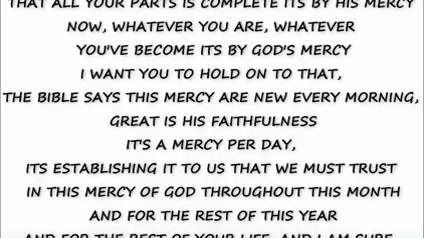 THAT ALL YOUR PARTS IS COMPLETE ITS BY HIS MERCY
NOW, WHATEVER YOU ARE, WHATEVER
YOU'VE BECOME ITS BY GOD'S MERCY
I WANT YOU TO HOLD ON TO THAT,
THE BIBLE SAYS THIS MERCY ARE NEW EVERY MORNING,
GREAT IS HIS FAITHFULNESS
IT'S A MERCY PER DAY,
ITS ESTABLISHING IT TO US THAT WE MUST TRUST
IN THIS MERCY OF GOD THROUGHOUT THIS MONTH
AND FOR THE REST OF THIS YEAR
AND FOR THE REST OF YOUR LIFE, AND I AM SURE